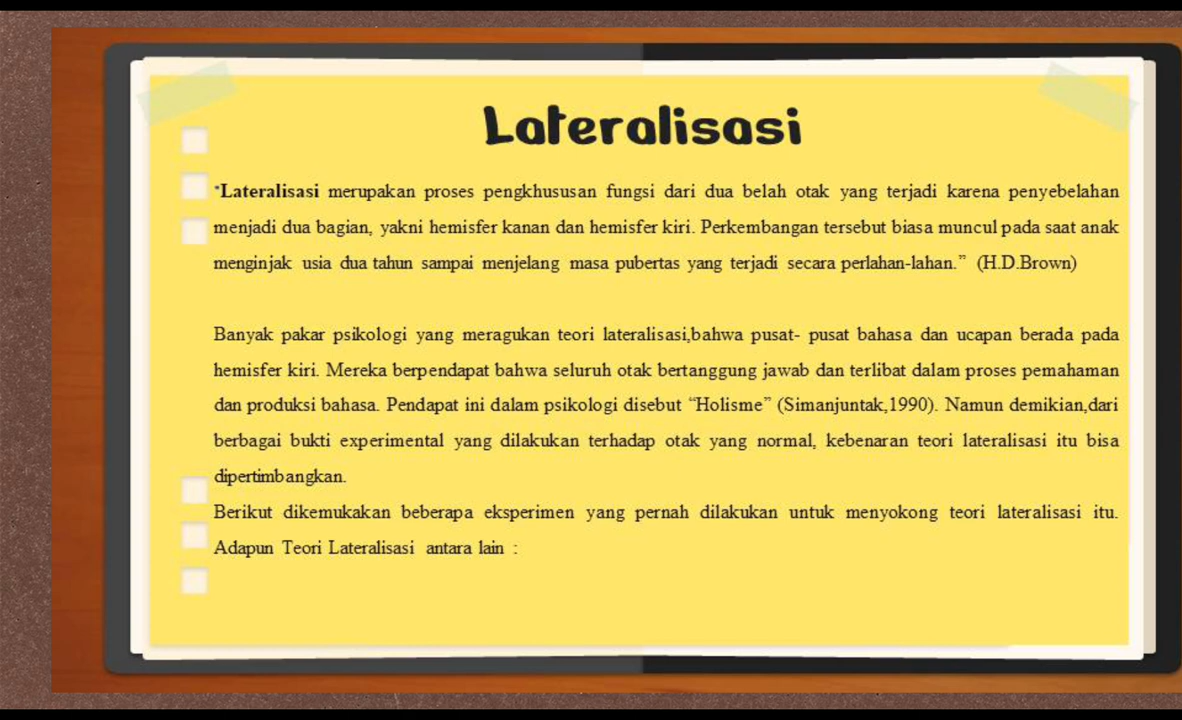 Lateralisasi
"Lateralisasi merupakan proses pengkhususan fungsi dari dua belah otak yang terjadi karena penyebelahan
menjadi dua bagian, yakni hemisfer kanan dan hemisfer kiri. Perkembangan tersebut biasa muncul pada saat anak
menginjak usia dua tahun sampai menjelang masa pubertas yang terjadi secara perlahan-lahan.” (H.D.Brown)
Banyak pakar psikologi yang meragukan teori lateralisasi,bahwa pusat- pusat bahasa dan ucapan berada pada
hemisfer kiri. Mereka berpendapat bahwa seluruh otak bertanggung jawab dan terlibat dalam proses pemahaman
dan produksi bahasa. Pendapat ini dalam psikologi disebut “Holisme” (Simanjuntak,1990). Namun demikian,dari
berbagai bukti experimental yang dilakukan terhadap otak yang normal, kebenaran teori lateralisasi itu bisa
dipertimbangkan.
Berikut dikemukakan beberapa eksperimen yang pernah dilakukan untuk menyokong teori lateralisasi itu.
Adapun Teori Lateralisasi antara lain :